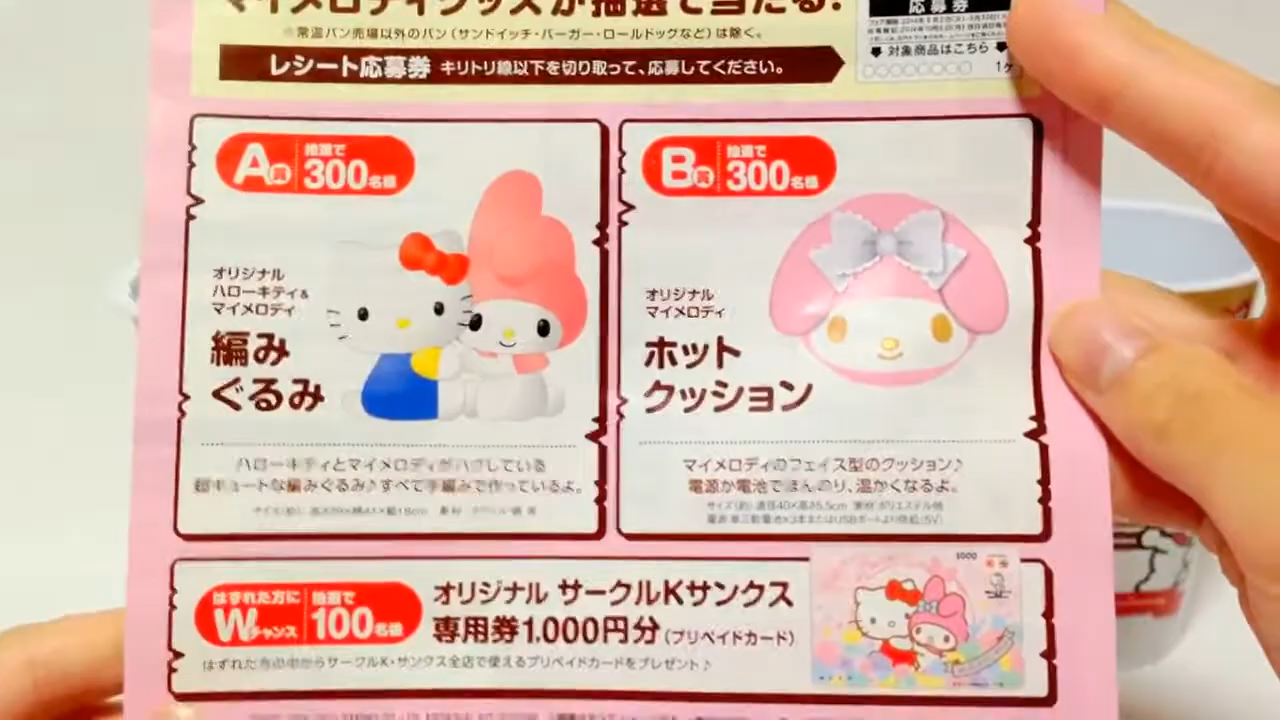 マイメロディグッズが抽選で当たる!
※常温パン売場以外のパン(サンドイッチ・バーガー・ロールドッグなど)は除く。
レシート応募券 キリトリ線以下を切り取って、応募してください。
応募券
対象商品はこちら
1ケ
A賞 抽選で300名様
オリジナル
ハローキティ&
マイメロディ
編み
ぐるみ
ハローキティとマイメロディがハグしている
超キュートな編みぐるみ♪すべて手編みで作っているよ。
B賞 抽選で300名様
オリジナル
マイメロディ
ホット
クッション
マイメロディのフェイス型のクッション♪
電源か電池でほんのり、温かくなるよ。
はずれた方に Wチャンス 抽選で100名様
オリジナル サークルKサンクス
専用券1,000円分(プリペイドカード)
はずれた方の中からサークルK・サンクス全店で使えるプリペイドカードをプレゼント♪
1000